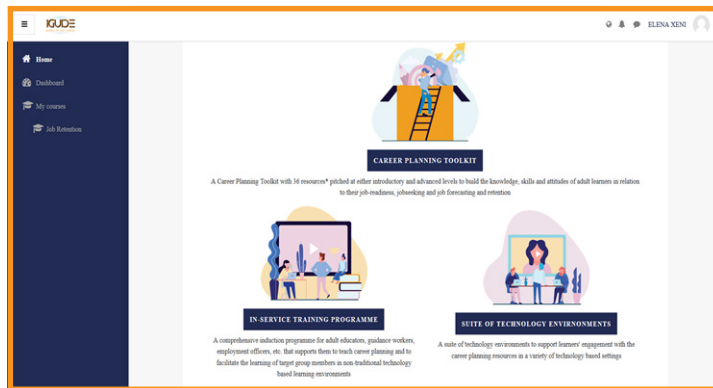 IGUDE
ELENA XENI
Home
Dashboard
My courses
Job Retention
CAREER PLANNING TOOLKIT
A Career Planning Toolkit with 36 resources* pitched at either introductory and advanced levels to build the knowledge, skills and attitudes of adult learners in relation
to their job-readiness, jobseeking and job forecasting and retention
IN-SERVICE TRAINING PROGRAMME
A comprehensive induction programme for adult educators, guidance workers,
employment officers, etc. that supports them to teach career planning and to
facilitate the learning of target group members in non-traditional technology
based learning environments
SUITE OF TECHNOLOGY ENVIRNONMENTS
A suite of technology environments to support learners' engagement with the
career planning resources in a variety of technology based settings